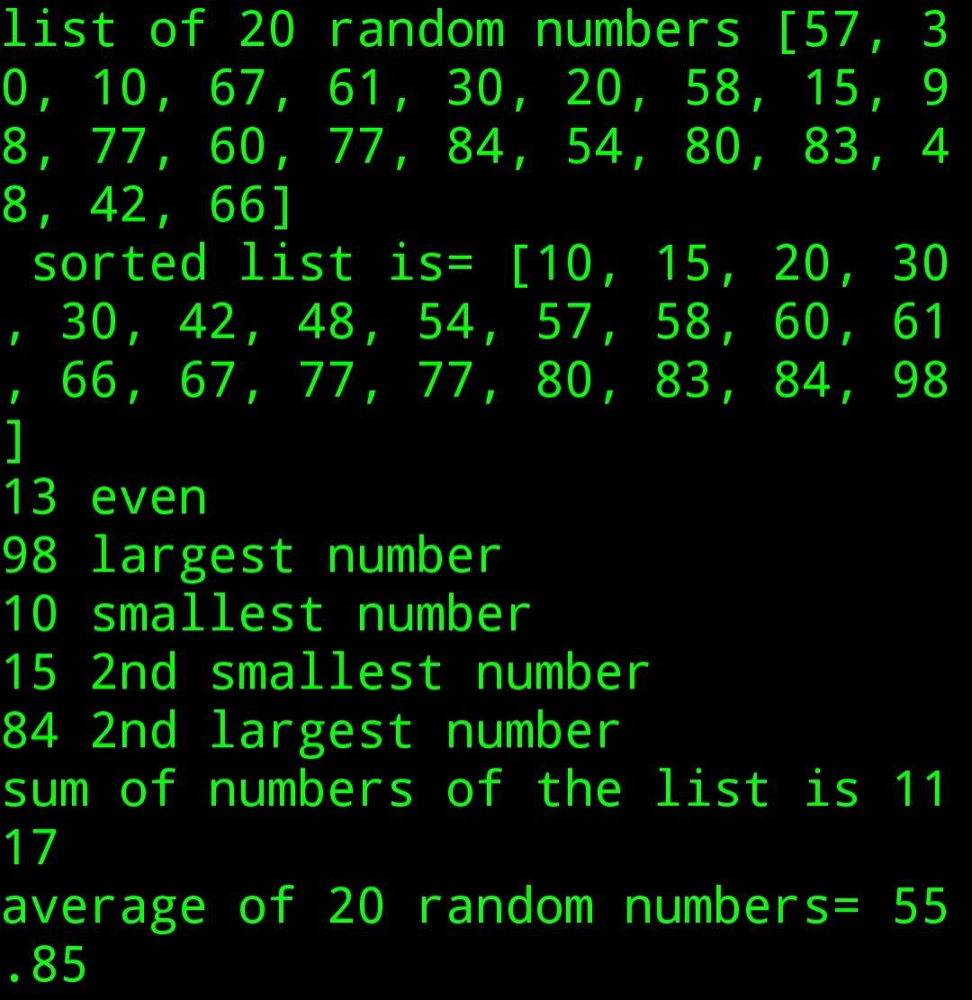 list of 20 random numbers [57, 3
0, 10, 67, 61, 30, 20, 58, 15, 9
8, 77, 60, 77, 84, 54, 80, 83, 4
8, 42, 66]
 sorted list is= [10, 15, 20, 30
, 30, 42, 48, 54, 57, 58, 60, 61
, 66, 67, 77, 77, 80, 83, 84, 98
]
13 even
98 largest number
10 smallest number
15 2nd smallest number
84 2nd largest number
sum of numbers of the list is 11
17
average of 20 random numbers= 55
.85